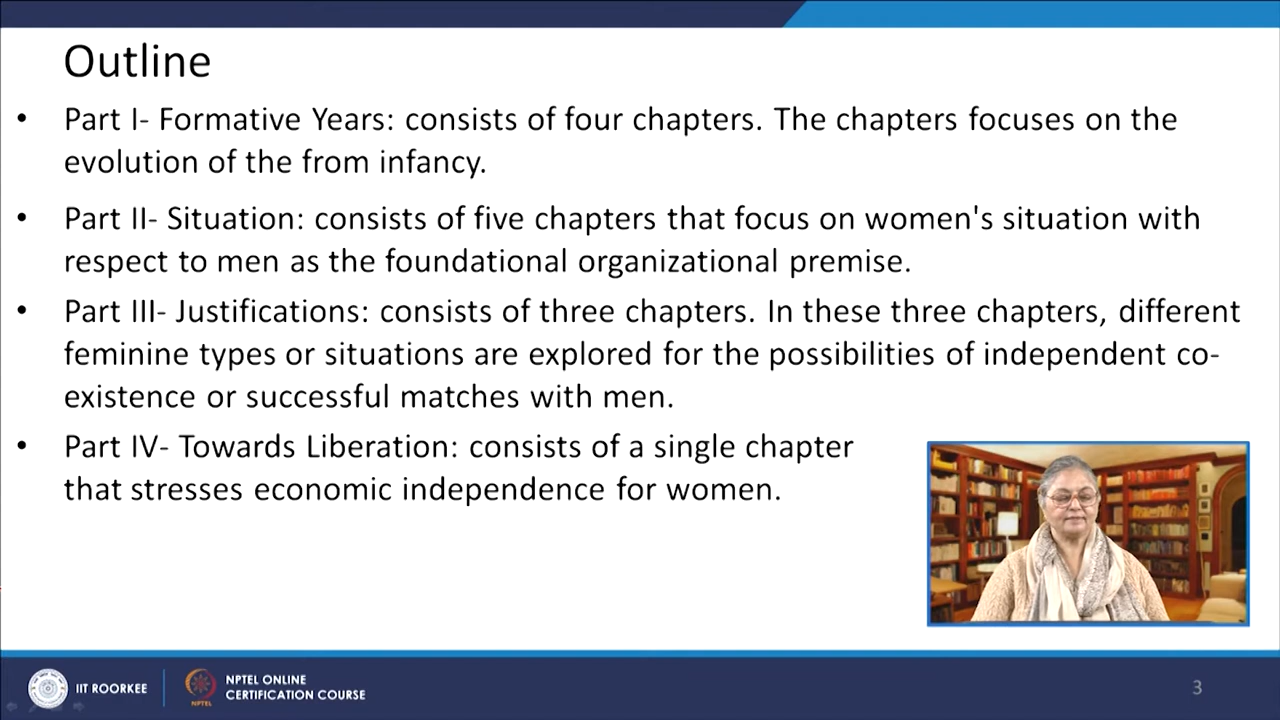 Outline
• Part I- Formative Years: consists of four chapters. The chapters focuses on the
evolution of the from infancy.
• Part II- Situation: consists of five chapters that focus on women's situation with
respect to men as the foundational organizational premise.
• Part III- Justifications: consists of three chapters. In these three chapters, different
feminine types or situations are explored for the possibilities of independent co-
existence or successful matches with men.
• Part IV- Towards Liberation: consists of a single chapter
that stresses economic independence for women.
IIT ROORKEE
NPTEL
NPTEL ONLINE
CERTIFICATION COURSE
3